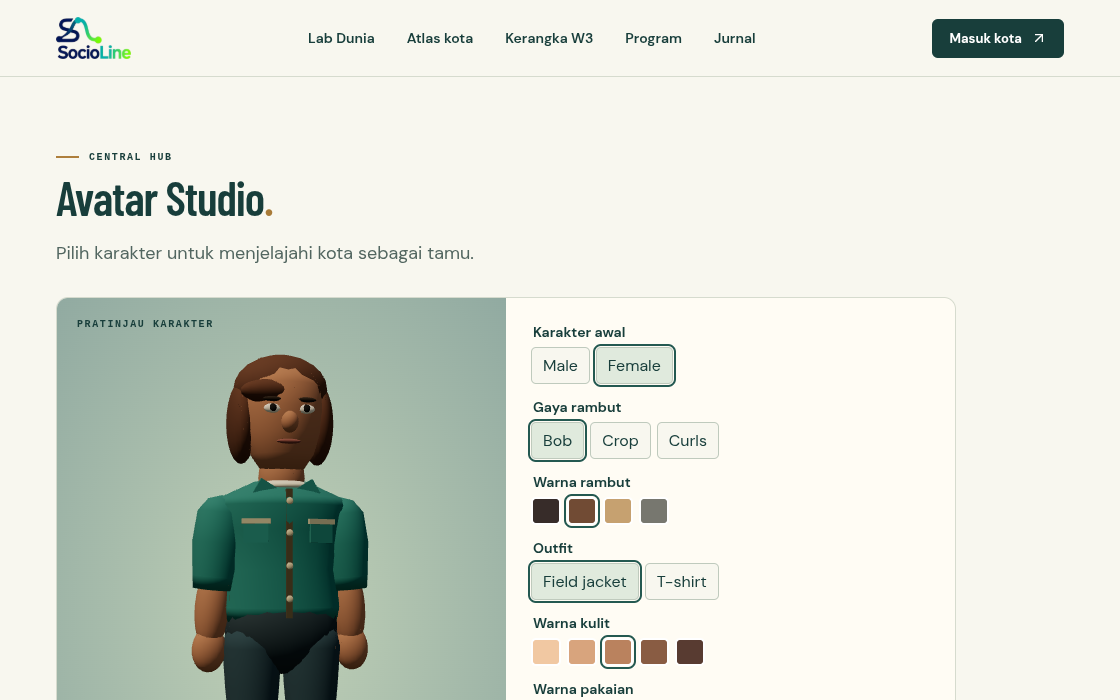 SocioLine
Lab Dunia
Atlas kota
Kerangka W3
Program
Jurnal
Masuk kota
CENTRAL HUB
Avatar Studio.
Pilih karakter untuk menjelajahi kota sebagai tamu.
PRATINJAU KARAKTER
Karakter awal
Male Female
Gaya rambut
Bob Crop Curls
Warna rambut
Outfit
Field jacket T-shirt
Warna kulit
Warna pakaian